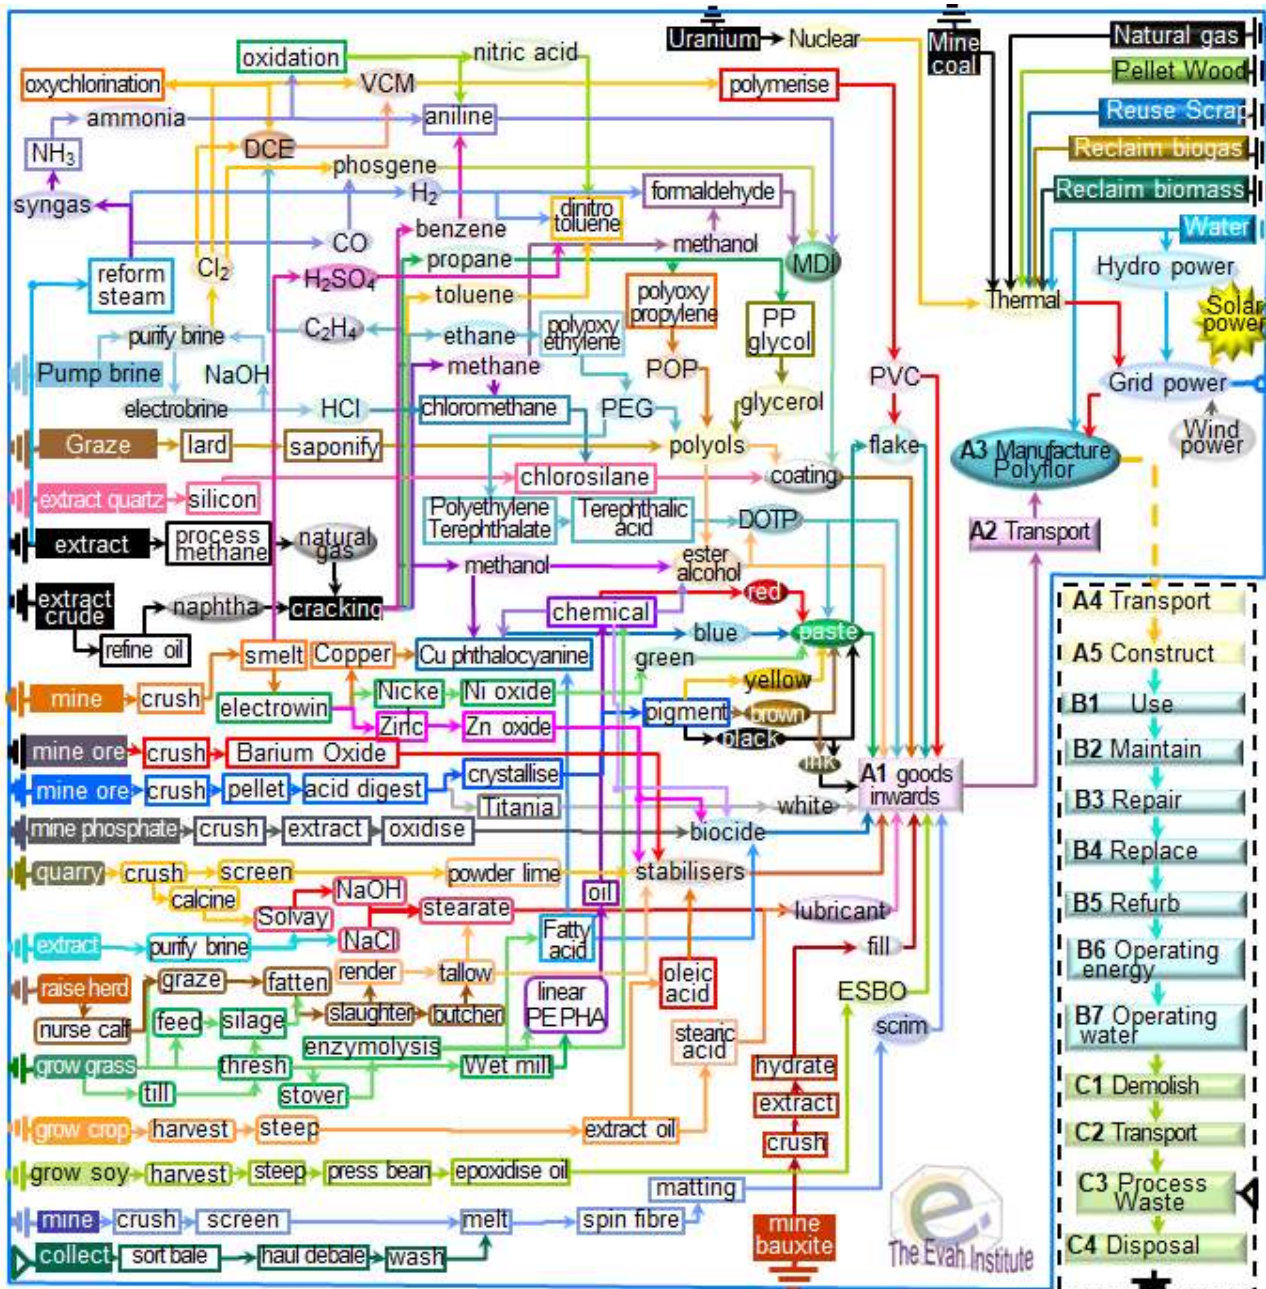 Uranium
Nuclear
Mine
coal
Natural gas
Pellet Wood
Reuse Scrap
Reclaim biogas
Reclaim biomass
Water
oxidation
nitric acid
oxychlorination
VCM
polymerise
ammonia
aniline
NH3
DCE
phosgene
syngas
H2
formaldehyde
dinitro
toluene
benzene
methanol
CO
Cl2
reform
steam
H2SO4
propane
MDI
Hydro power
toluene
polyoxy
propylene
PP
glycol
Thermal
Solar
power
purify brine
C2H4
ethane
polyoxy
ethylene
Pump brine
NaOH
methane
POP
PVC
Grid power
electrobrine
HCl
chloromethane
PEG
glycerol
Wind
power
Graze
lard
saponify
polyols
flake
A3 Manufacture
Polyflor
extract quartz
silicon
chlorosilane
coating
Polyethylene
Terephthalate
Terephthalic
acid
DOTP
A2 Transport
extract
process
methane
natural
gas
methanol
ester
alcohol
extract
crude
naphtha
cracking
red
chemical
refine oil
smelt
Copper
Cu phthalocyanine
blue
paste
green
mine
crush
electrowin
Nicke
Ni oxide
yellow
Zinc
Zn oxide
pigment
brown
black
ink
mine ore
crush
Barium Oxide
A1 goods
inwards
mine ore
crush
pellet
acid digest
crystallise
Titania
white
mine phosphate
crush
extract
oxidise
biocide
quarry
crush
screen
powder lime
stabilisers
calcine
NaOH
oil
Solvay
stearate
lubricant
extract
purify brine
NaCl
Fatty
acid
fill
raise herd
graze
fatten
render
tallow
oleic
acid
linear
PE PHA
ESBO
nurse calf
feed
silage
slaughter
butcher
stearic
acid
scrim
enzymolysis
grow grass
thresh
Wet mill
hydrate
till
stover
extract
grow crop
harvest
steep
extract oil
crush
grow soy
harvest
steep
press bean
epoxidise oil
matting
mine
crush
screen
melt
spin fibre
mine
bauxite
collect
sort bale
haul debale
wash
e.
The Evah Institute
A4 Transport
A5 Construct
B1 Use
B2 Maintain
B3 Repair
B4 Replace
B5 Refurb
B6 Operating
energy
B7 Operating
water
C1 Demolish
C2 Transport
C3 Process
Waste
C4 Disposal